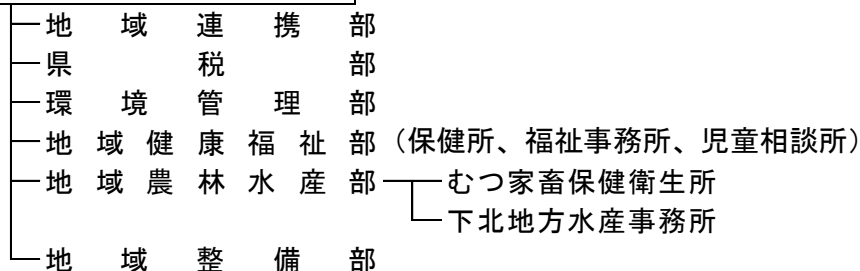 地域連携部
県税部
環境管理部
地域健康福祉部（保健所、福祉事務所、児童相談所）
地域農林水産部 むつ家畜保健衛生所
下北地方水産事務所
地域整備部